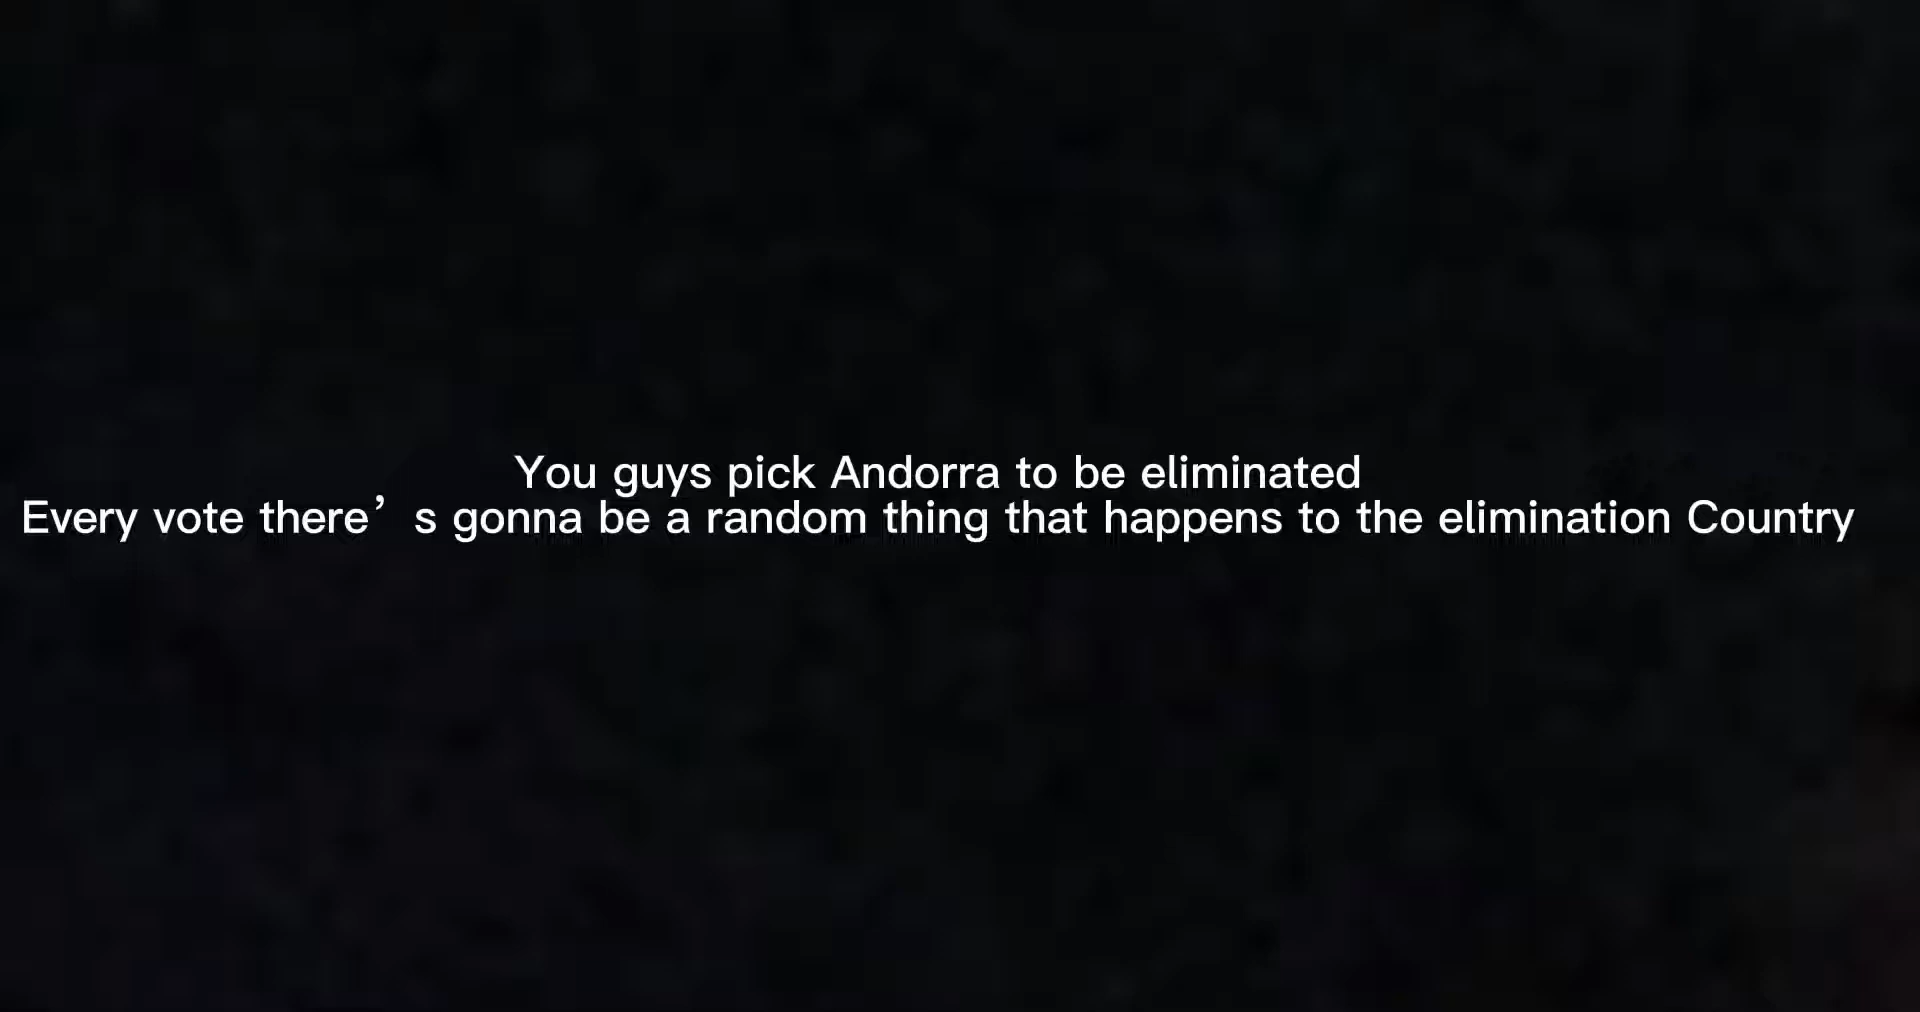 You guys pick Andorra to be eliminated
Every vote there’s gonna be a random thing that happens to the elimination Country